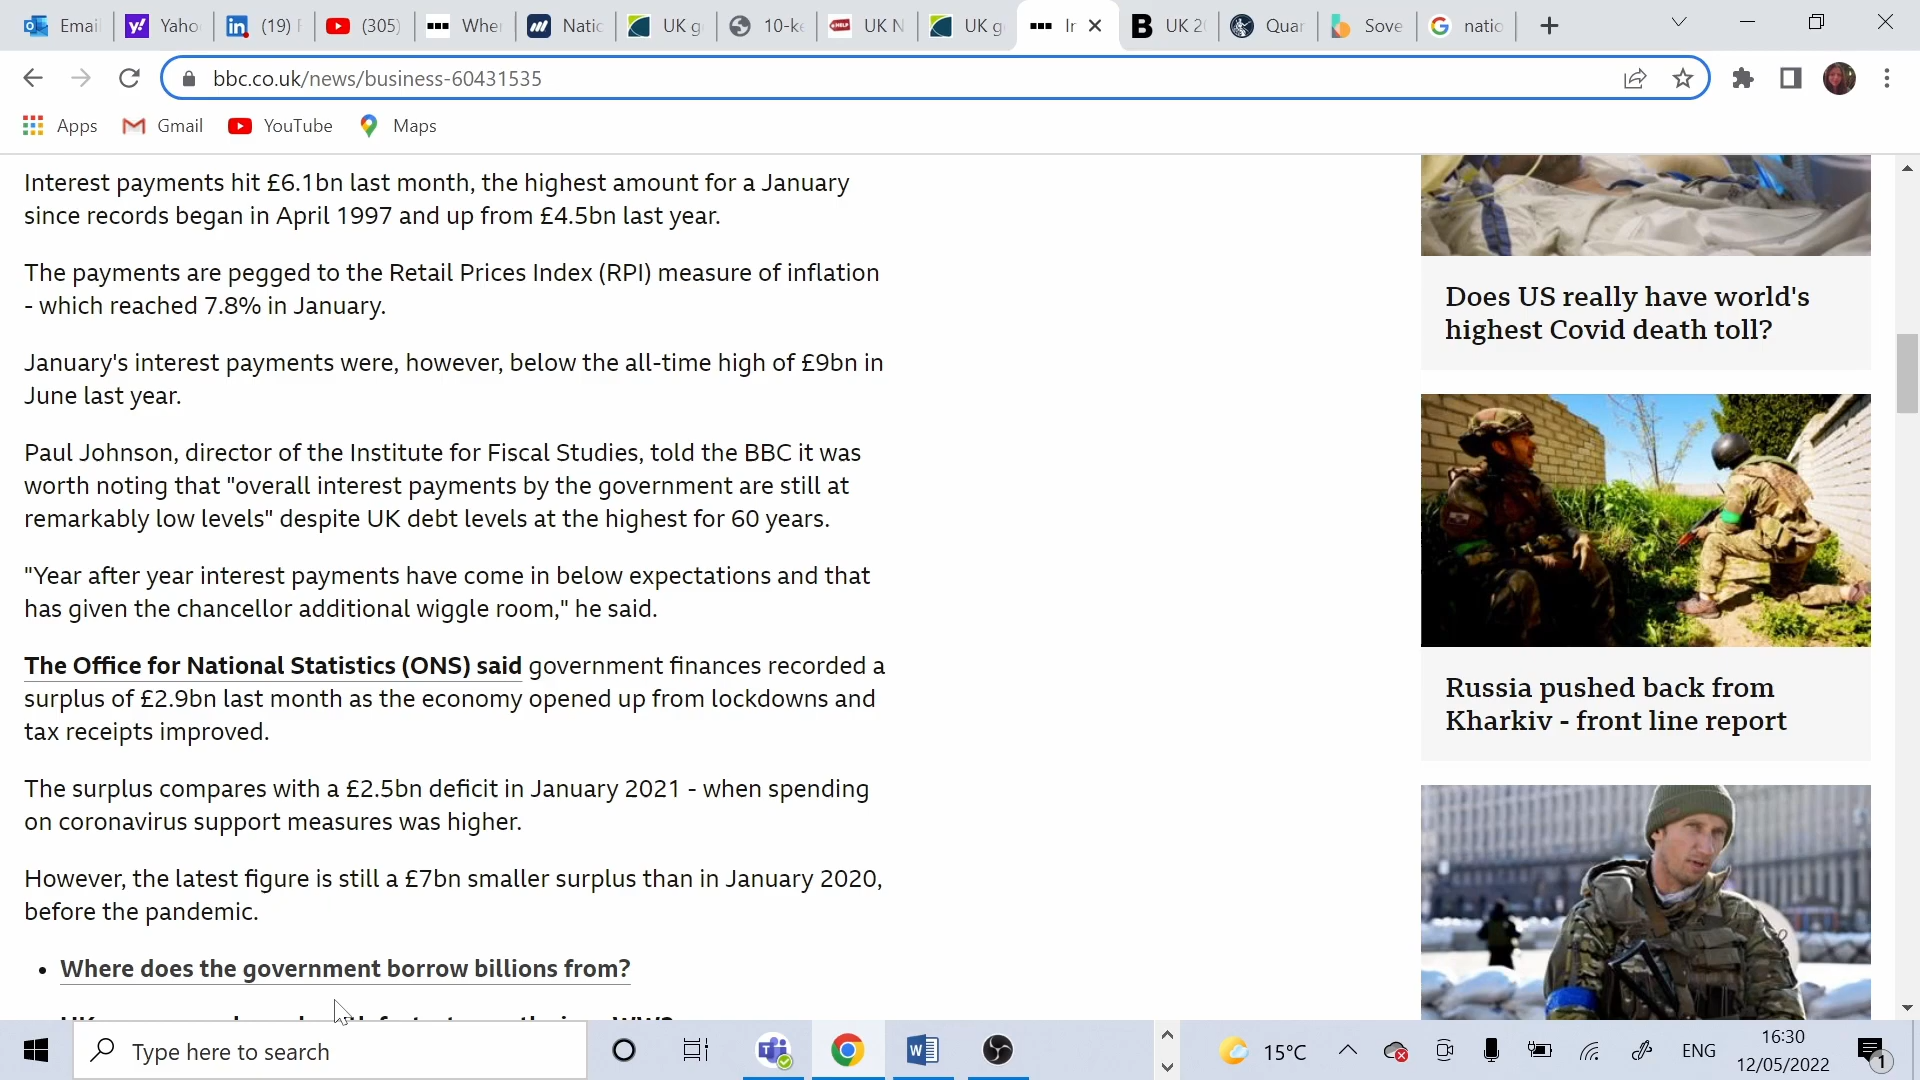 Email
Yaho
(19) F
(305)
Wher
Natic
UK g
10-ke
UK N
UK g
Ir
UK 2
Quar
Sove
natio
bbc.co.uk/news/business-60431535
Apps
Gmail
YouTube
Maps
Interest payments hit £6.1bn last month, the highest amount for a January
since records began in April 1997 and up from £4.5bn last year.
The payments are pegged to the Retail Prices Index (RPI) measure of inflation
- which reached 7.8% in January.
January's interest payments were, however, below the all-time high of £9bn in
June last year.
Paul Johnson, director of the Institute for Fiscal Studies, told the BBC it was
worth noting that "overall interest payments by the government are still at
remarkably low levels" despite UK debt levels at the highest for 60 years.
"Year after year interest payments have come in below expectations and that
has given the chancellor additional wiggle room," he said.
The Office for National Statistics (ONS) said government finances recorded a
surplus of £2.9bn last month as the economy opened up from lockdowns and
tax receipts improved.
The surplus compares with a £2.5bn deficit in January 2021 - when spending
on coronavirus support measures was higher.
However, the latest figure is still a £7bn smaller surplus than in January 2020,
before the pandemic.
• Where does the government borrow billions from?
Does US really have world's
highest Covid death toll?
Russia pushed back from
Kharkiv - front line report
Type here to search
15°C
ENG
16:30
12/05/2022
1